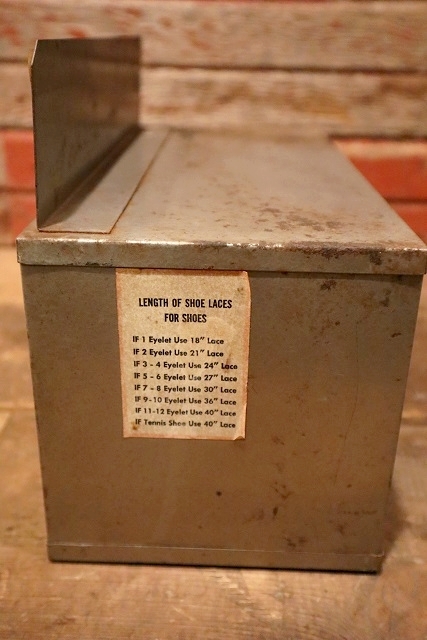 LENGTH OF SHOE LACES
FOR SHOES
IF 1 Eyelet Use 18" Lace
IF 2 Eyelet Use 21" Lace
IF 3 - 4 Eyelet Use 24" Lace
IF 5 - 6 Eyelet Use 27" Lace
IF 7 - 8 Eyelet Use 30" Lace
IF 9-10 Eyelet Use 36" Lace
IF 11-12 Eyelet Use 40" Lace
IF Tennis Shoe Use 40" Lace